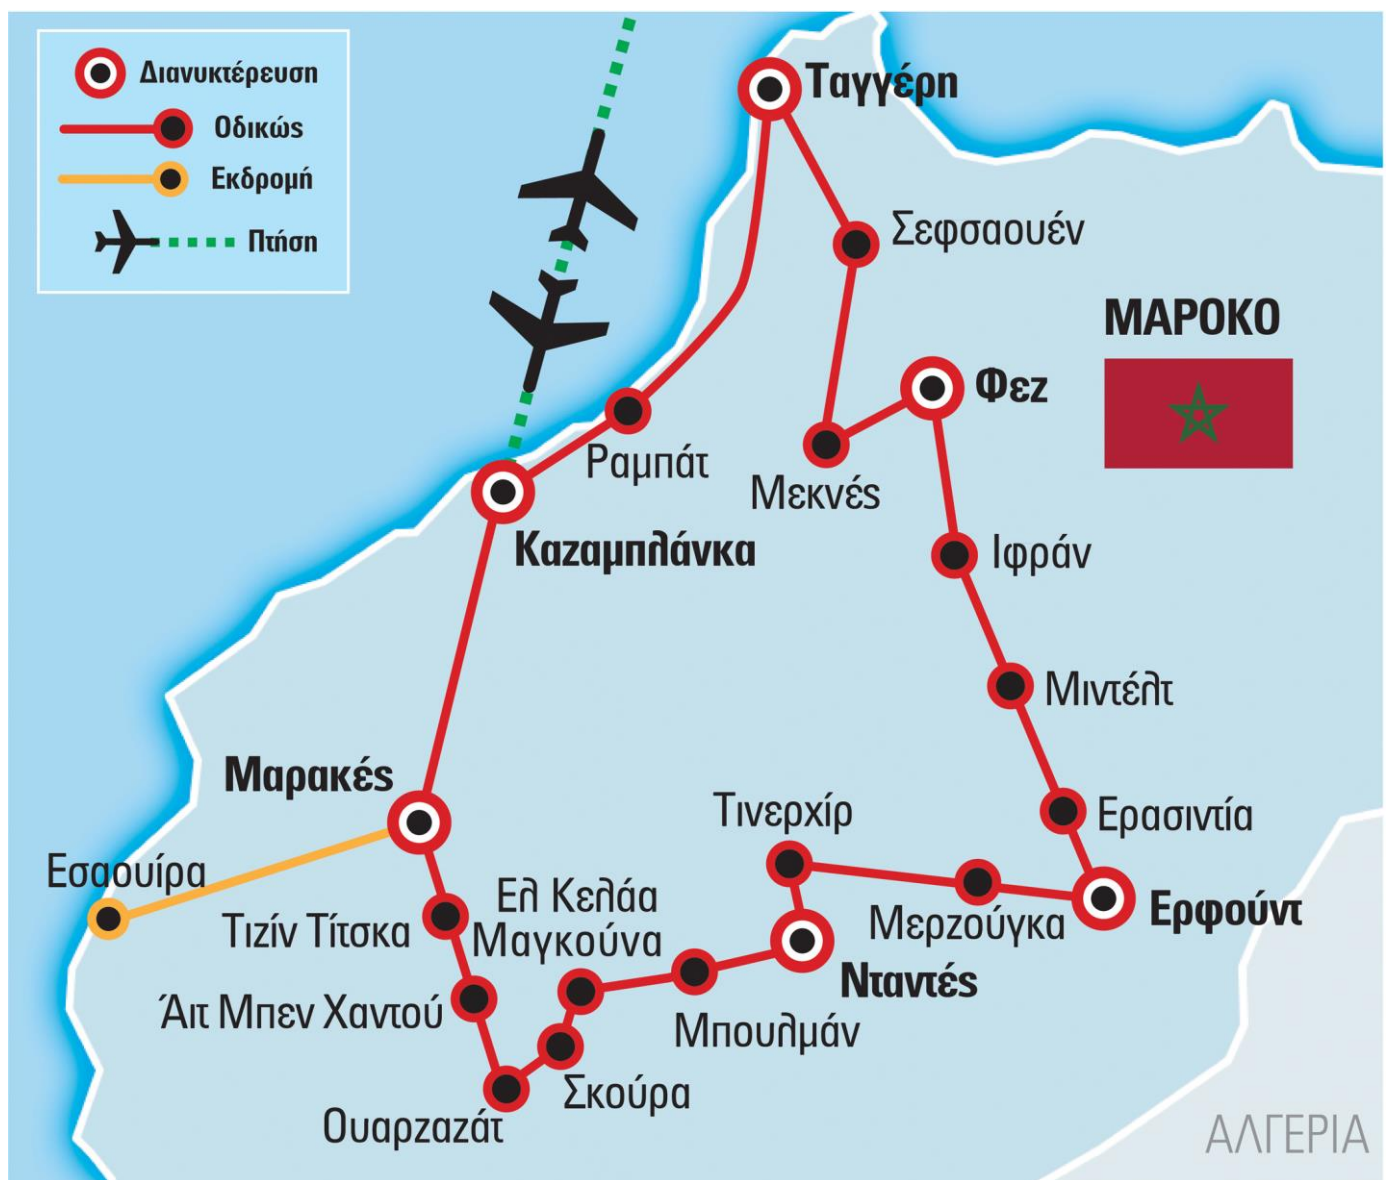 Διανυκτέρευση
Οδικώς
Εκδρομή
Πτήση
Ταγγέρη
Σεφσαουέν
ΜΑΡΟΚΟ
Φεζ
Ραμπάτ
Μεκνές
Καζαμπλάνκα
Ιφράν
Μιντέλτ
Μαρακές
Τινερχίρ
Ερασιντία
Εσαουίρα
Ελ Κελάα
Μαγκούνα
Τιζίν Τίτσκα
Μερζούγκα
Ερφούντ
Νταντές
Άιτ Μπεν Χαντού
Μπουλμάν
Σκούρα
Ουαρζαζάτ
ΑΛΓΕΡΙΑ